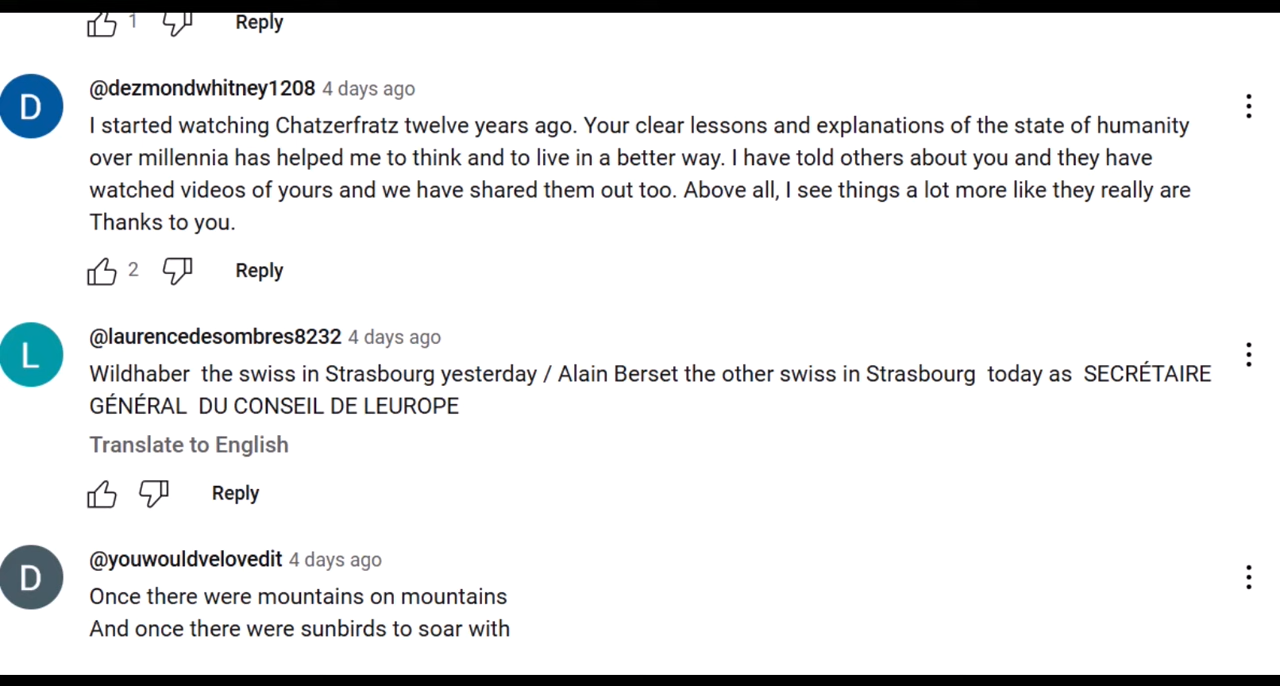 1 Reply
D @dezmondwhitney1208 4 days ago
I started watching Chatzerfratz twelve years ago. Your clear lessons and explanations of the state of humanity
over millennia has helped me to think and to live in a better way. I have told others about you and they have
watched videos of yours and we have shared them out too. Above all, I see things a lot more like they really are
Thanks to you.
2 Reply
L @laurencedesombres8232 4 days ago
Wildhaber the swiss in Strasbourg yesterday / Alain Berset the other swiss in Strasbourg today as SECRÉTAIRE
GÉNÉRAL DU CONSEIL DE LEUROPE
Translate to English
Reply
D @youwouldvelovedit 4 days ago
Once there were mountains on mountains
And once there were sunbirds to soar with